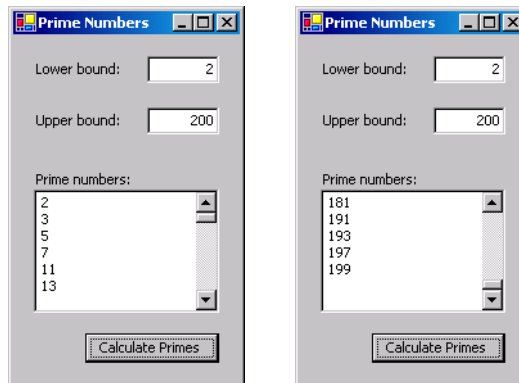 Prime Numbers
Lower bound: 2
Upper bound: 200
Prime numbers:
2
3
5
7
11
13
Calculate Primes
Prime Numbers
Lower bound: 2
Upper bound: 200
Prime numbers:
181
191
193
197
199
Calculate Primes